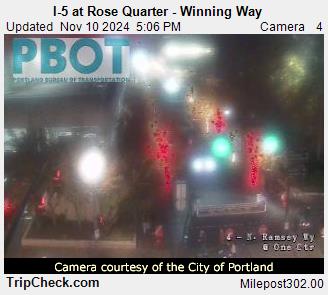 I-5 at Rose Quarter - Winning Way
Updated Nov 10 2024 5:06 PM Camera 4
PBOT
PORTLAND BUREAU OF TRANSPORTATION
4 - N. Ramsey Wy
@ One Ctr
Camera courtesy of the City of Portland
TripCheck.com Milepost302.00